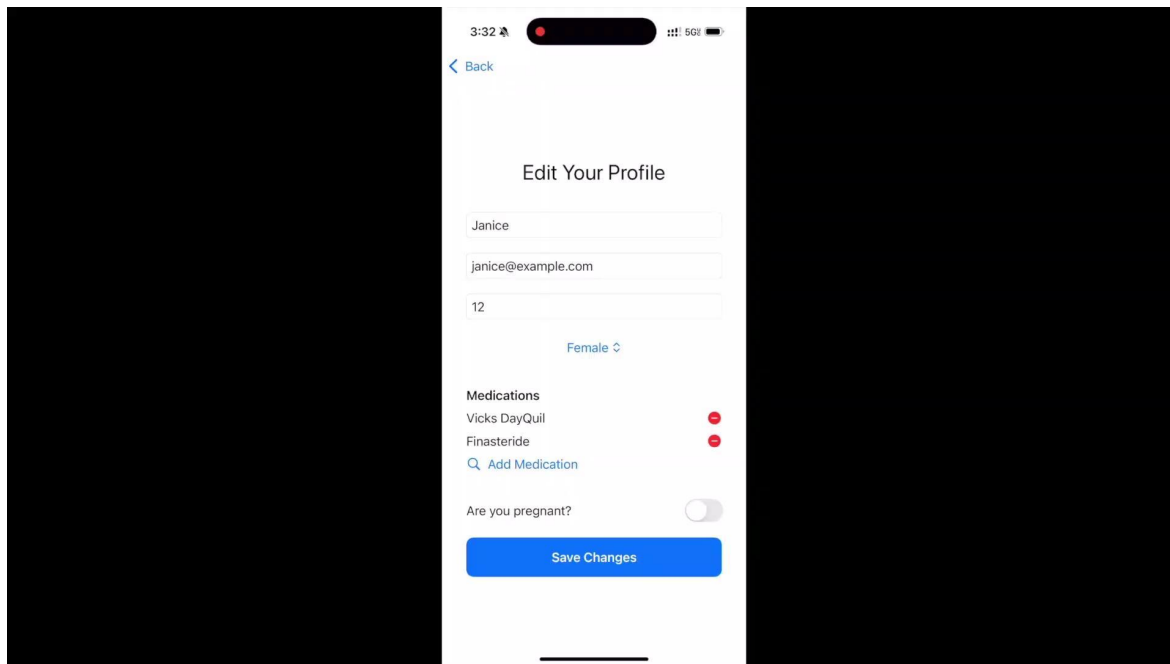 3:32 5G
Back
Edit Your Profile
Janice
janice@example.com
12
Female
Medications
Vicks DayQuil
Finasteride
Add Medication
Are you pregnant?
Save Changes